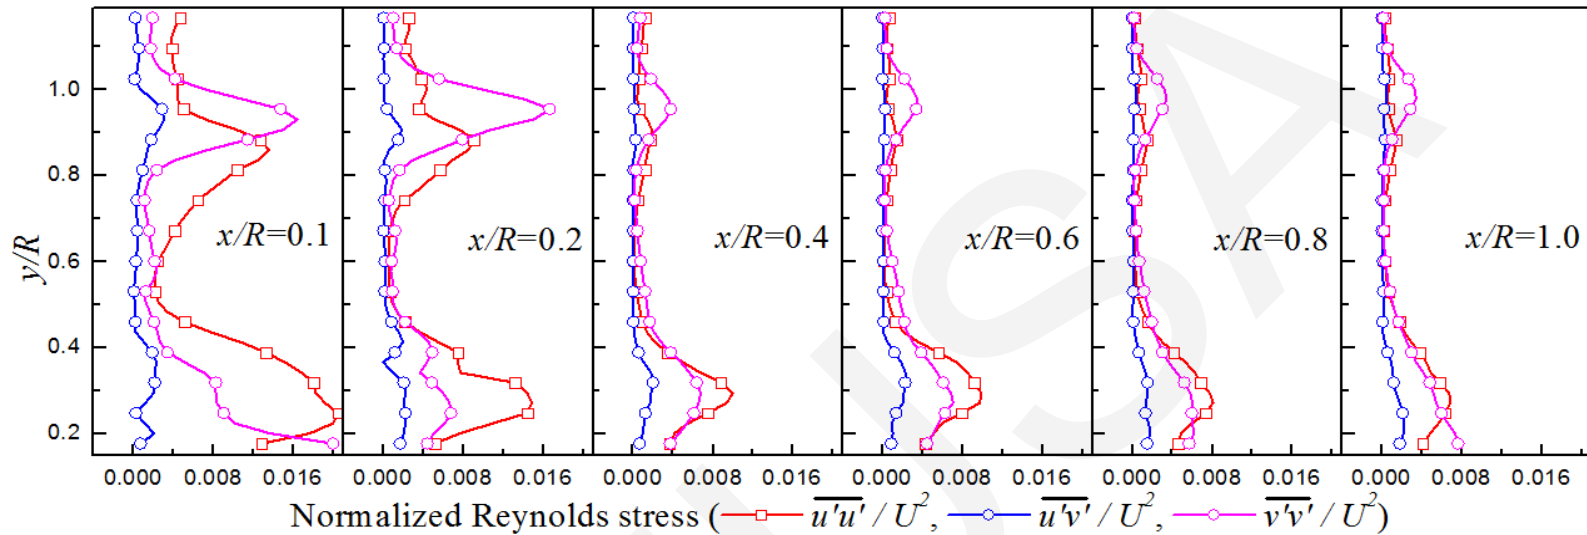 1.0
0.8
0.6
0.4
0.2
y/R
x/R=0.1
x/R=0.2
x/R=0.4
x/R=0.6
x/R=0.8
x/R=1.0
0.000 0.008 0.016
0.000 0.008 0.016
0.000 0.008 0.016
0.000 0.008 0.016
0.000 0.008 0.016
0.000 0.008 0.016
Normalized Reynolds stress ( u'u' / U², u'v' / U², v'v' / U²)